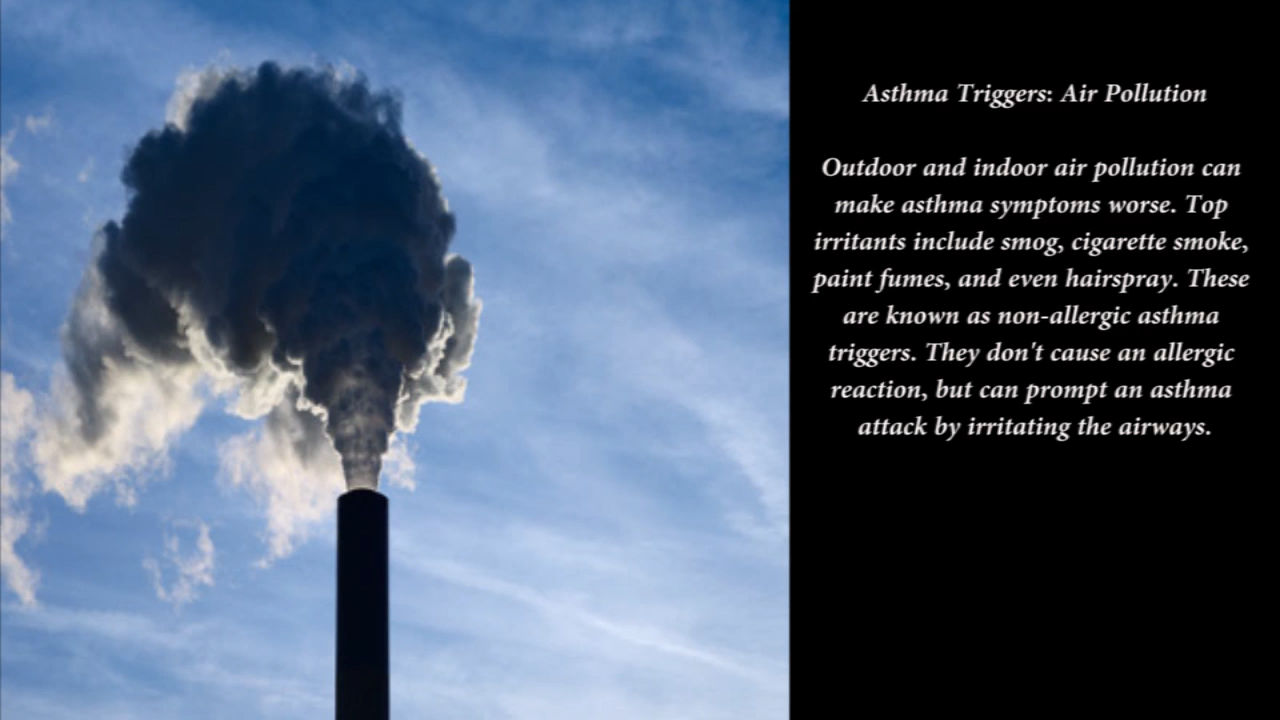 Asthma Triggers: Air Pollution
Outdoor and indoor air pollution can
make asthma symptoms worse. Top
irritants include smog, cigarette smoke,
paint fumes, and even hairspray. These
are known as non-allergic asthma
triggers. They don't cause an allergic
reaction, but can prompt an asthma
attack by irritating the airways.